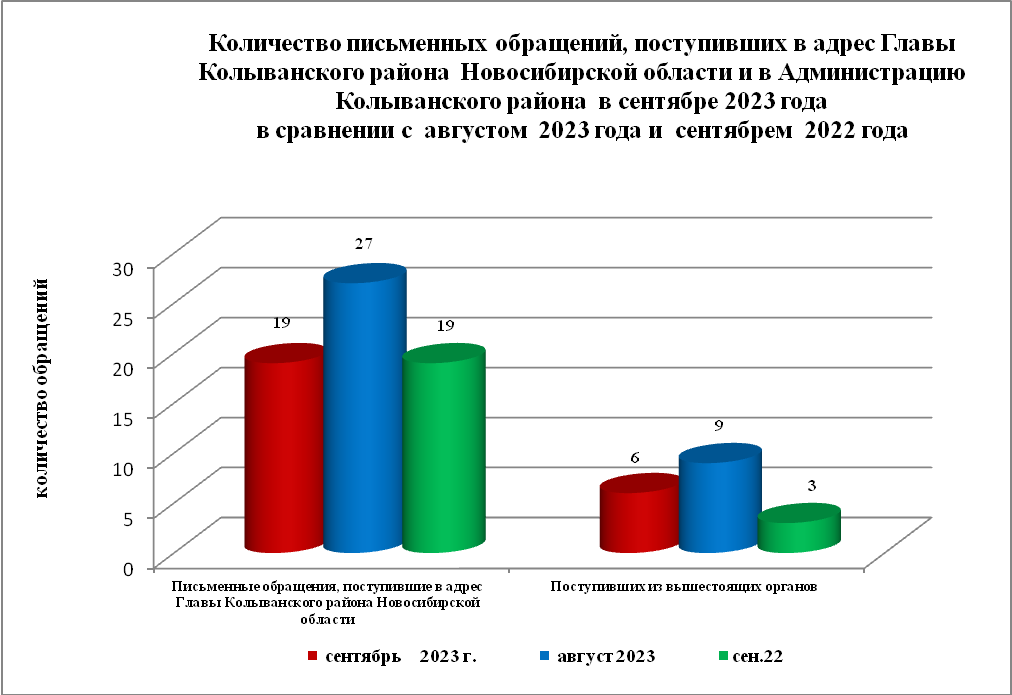 Количество письменных обращений, поступивших в адрес Главы
Колыванского района Новосибирской области и в Администрацию
Колыванского района в сентябре 2023 года
в сравнении с августом 2023 года и сентябрем 2022 года
количество обращений
30
25
20
15
10
5
0
19
27
19
6
9
3
Письменные обращения, поступившие в адрес
Главы Колыванского района Новосибирской
области
Поступивших из вышестоящих органов
сентябрь 2023 г.
август 2023
сен.22